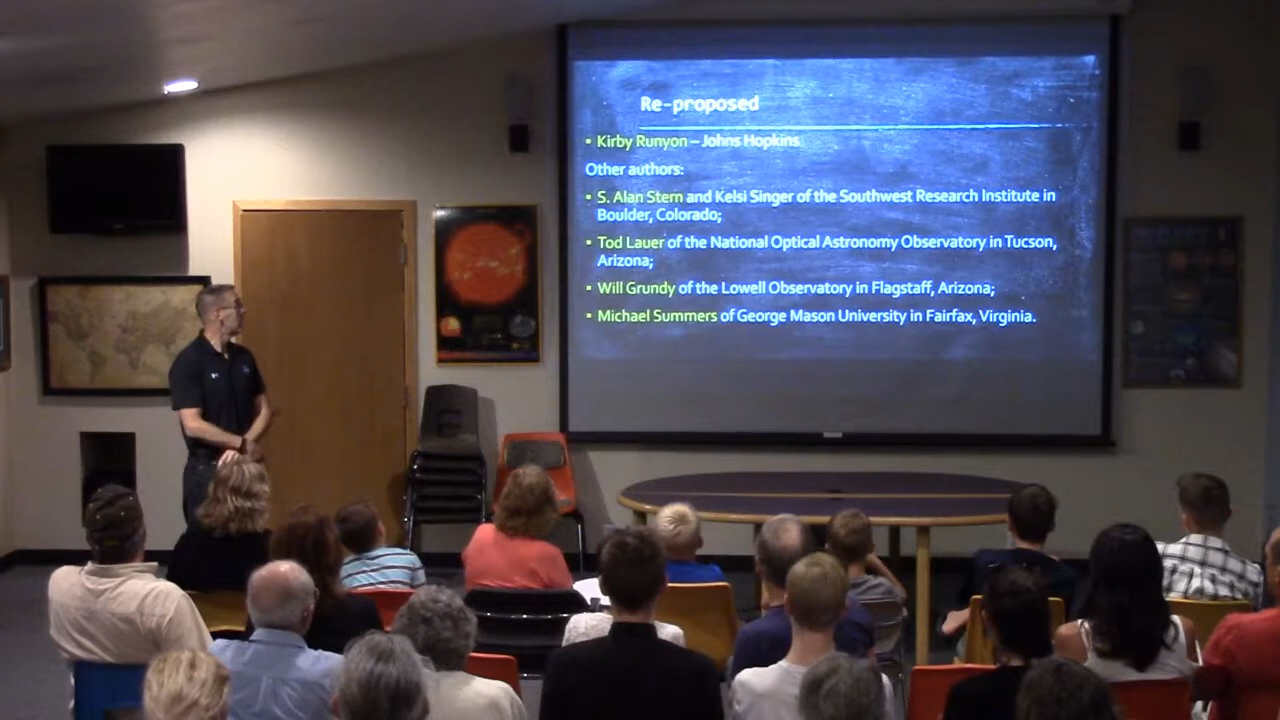 Re-proposed
▪ Kirby Runyon – Johns Hopkins
Other authors:
▪ S. Alan Stern and Kelsi Singer of the Southwest Research Institute in
Boulder, Colorado;
▪ Tod Lauer of the National Optical Astronomy Observatory in Tucson,
Arizona;
▪ Will Grundy of the Lowell Observatory in Flagstaff, Arizona;
▪ Michael Summers of George Mason University in Fairfax, Virginia.